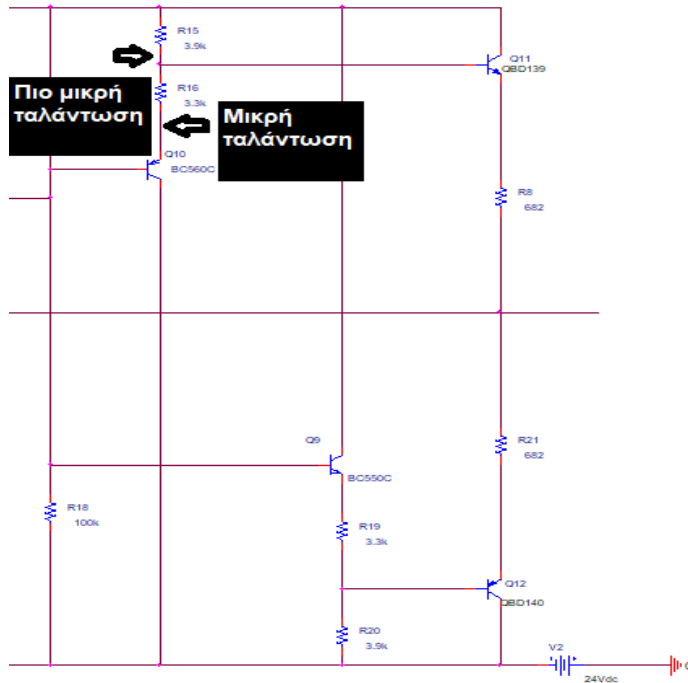 R15
3.9k
Q11
QBD139
Πιο μικρή
ταλάντωση
R16
3.3k
Μικρή
ταλάντωση
Q10
BC560C
R8
682
Q9
BC550C
R21
682
R18
100k
R19
3.3k
Q12
QBD140
R20
3.9k
V2
24Vdc
0